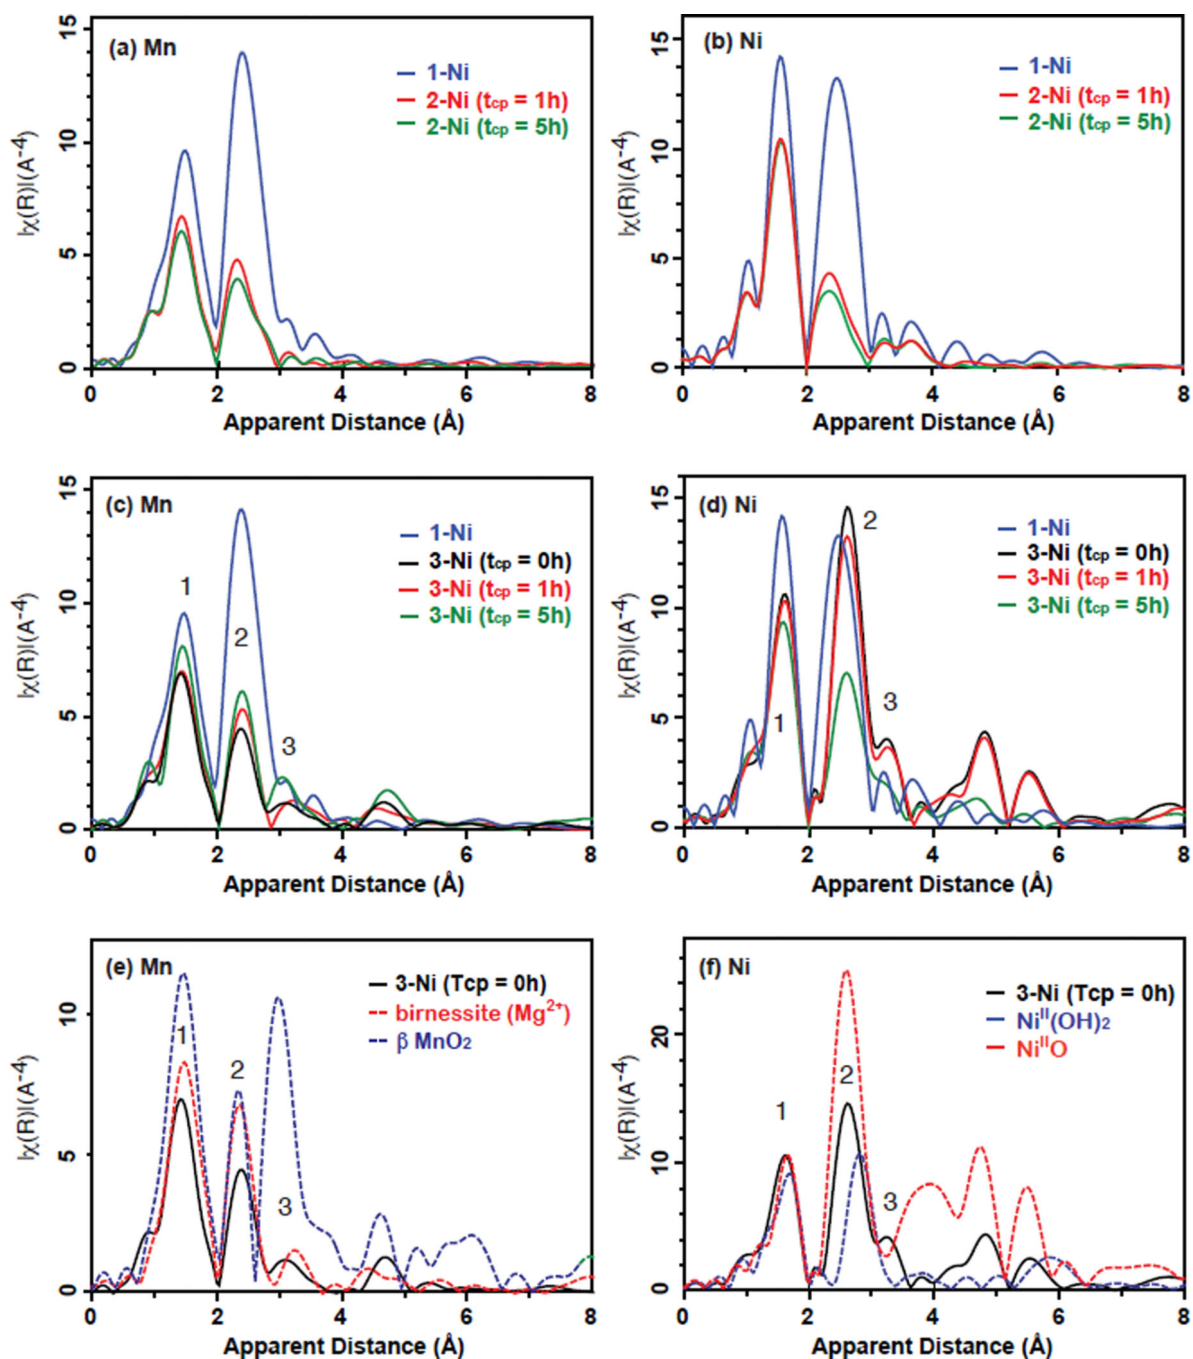 (a) Mn
1-Ni
2-Ni (tcp = 1h)
2-Ni (tcp = 5h)
|χ(R)|(A-4)
15
10
5
0
0 2 4 6 8
Apparent Distance (Å)
(b) Ni
1-Ni
2-Ni (tcp = 1h)
2-Ni (tcp = 5h)
|χ(R)|(A-4)
15
10
5
0
0 2 4 6 8
Apparent Distance (Å)
(c) Mn
1-Ni
3-Ni (tcp = 0h)
3-Ni (tcp = 1h)
3-Ni (tcp = 5h)
1
2
3
|χ(R)|(A-4)
15
10
5
0
0 2 4 6 8
Apparent Distance (Å)
(d) Ni
1-Ni
3-Ni (tcp = 0h)
3-Ni (tcp = 1h)
3-Ni (tcp = 5h)
2
3
1
|χ(R)|(A-4)
15
10
5
0
0 2 4 6 8
Apparent Distance (Å)
(e) Mn
3-Ni (Tcp = 0h)
birnessite (Mg2+)
β MnO2
1
2
3
|χ(R)|(A-4)
10
5
0
0 2 4 6 8
Apparent Distance (Å)
(f) Ni
3-Ni (Tcp = 0h)
NiII(OH)2
NiIIO
2
1
3
|χ(R)|(A-4)
20
10
0
0 2 4 6 8
Apparent Distance (Å)